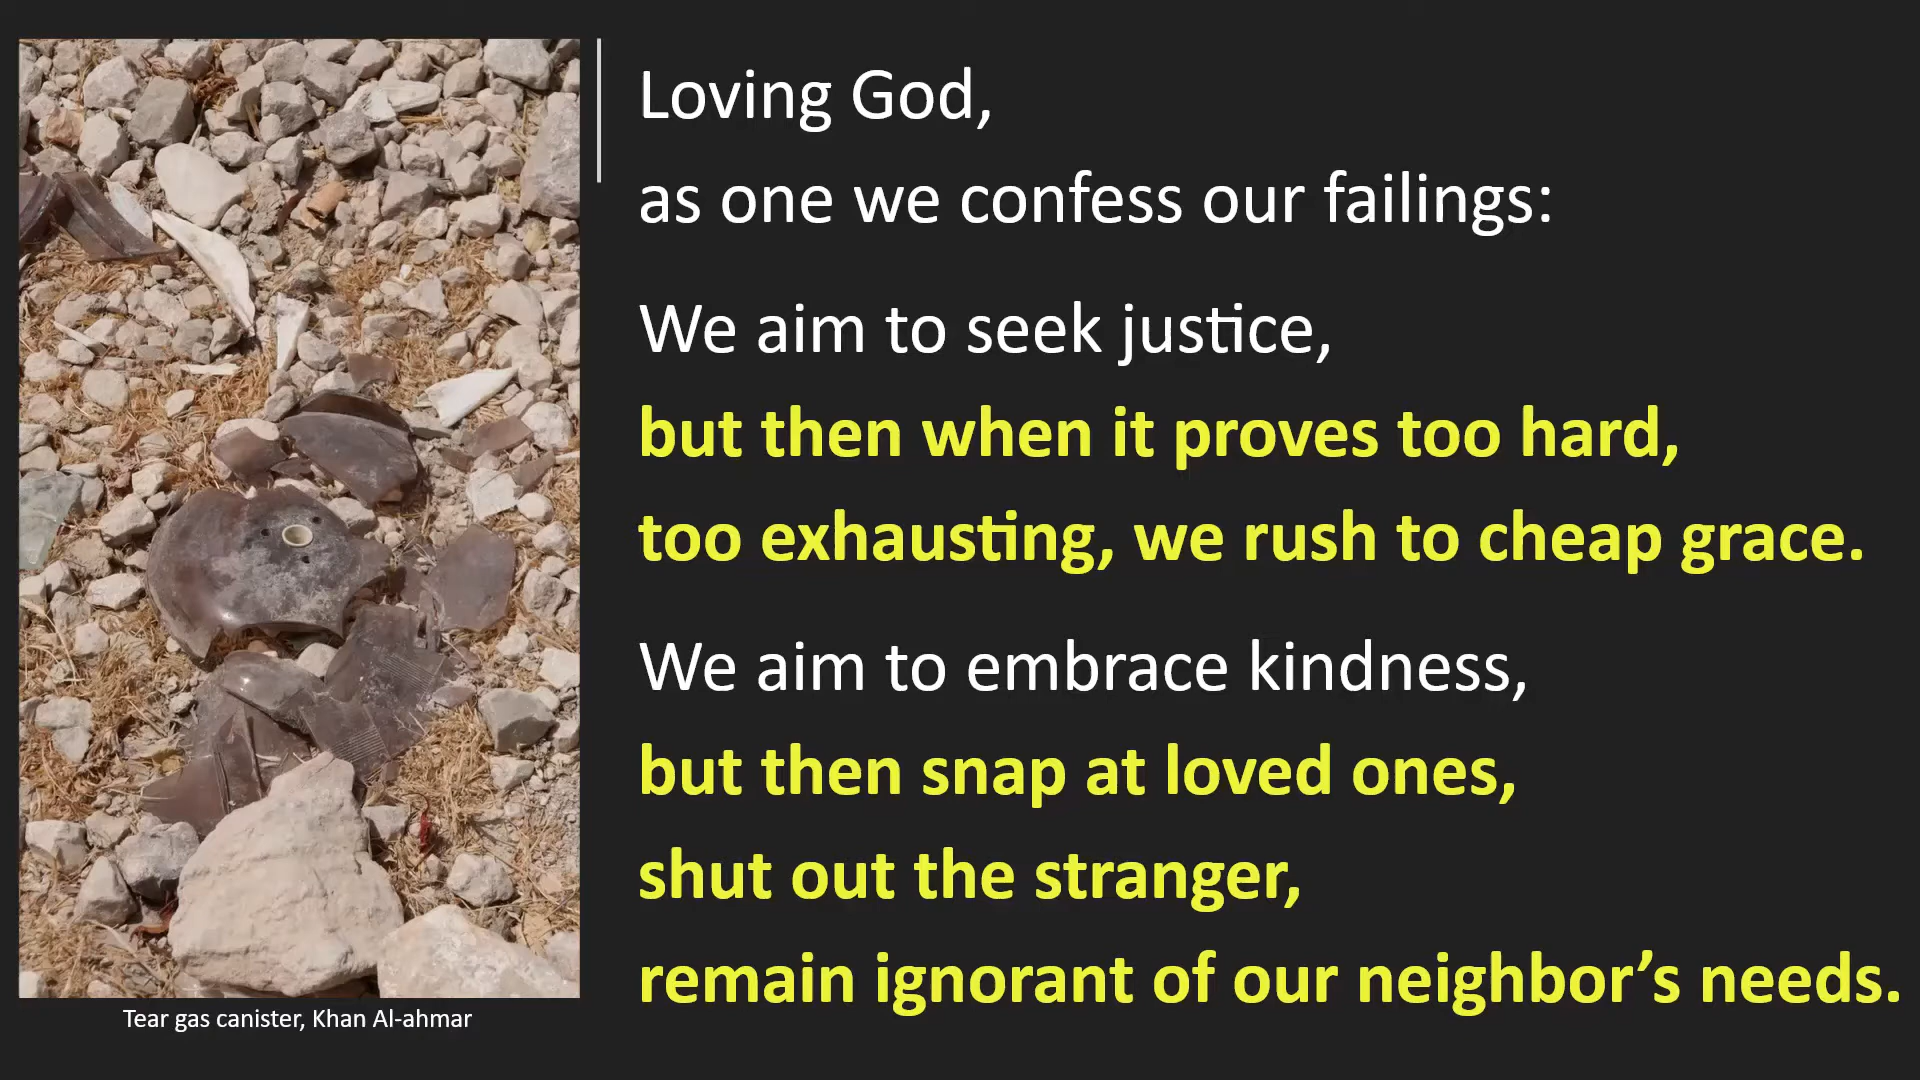 Loving God,
as one we confess our failings:
We aim to seek justice,
but then when it proves too hard,
too exhausting, we rush to cheap grace.
We aim to embrace kindness,
but then snap at loved ones,
shut out the stranger,
remain ignorant of our neighbor’s needs.
Tear gas canister, Khan Al-ahmar